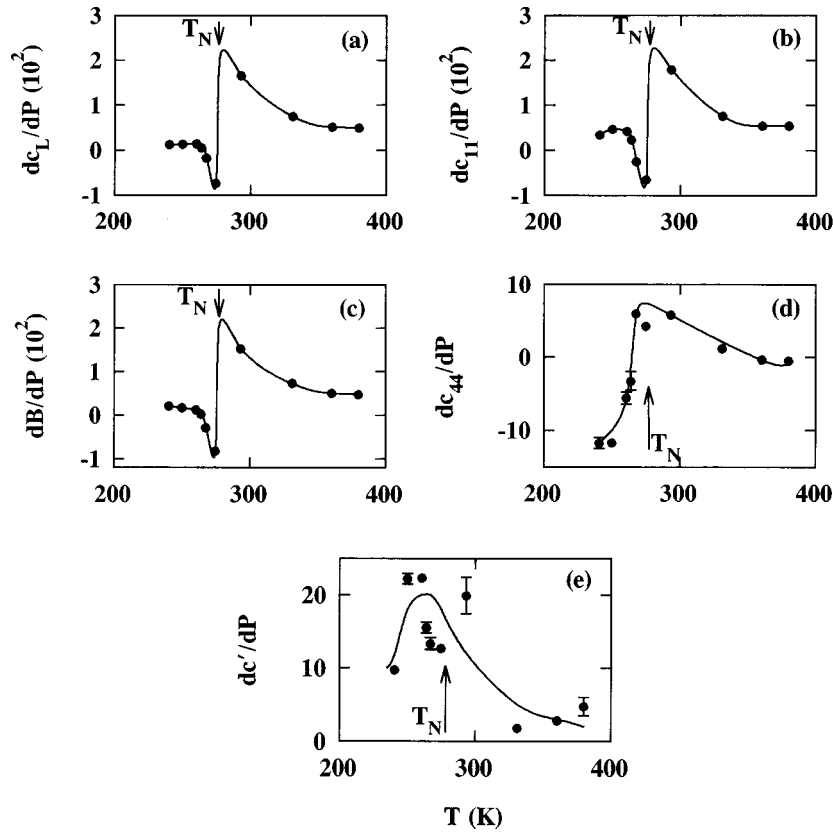 dc_L/dP (10^2)
3
2
1
0
-1
T_N
(a)
200
300
400
dc_11/dP (10^2)
3
2
1
0
-1
T_N
(b)
200
300
400
dB/dP (10^2)
3
2
1
0
-1
T_N
(c)
200
300
400
dc_44/dP
10
0
-10
T_N
(d)
200
300
400
dc'/dP
20
10
0
T_N
(e)
200
300
400
T (K)